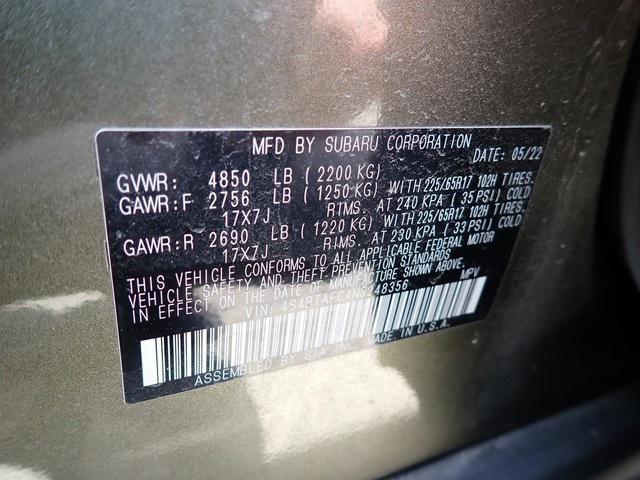 MFD BY SUBARU CORPORATION
DATE: 05/22
GVWR: 4850 LB (2200 KG)
GAWR:F 2756 LB (1250 KG) WITH 225/65R17 102H TIRES.
17X7J RIMS. AT 240 KPA (35 PSI) COLD
GAWR:R 2690 LB (1220 KG) WITH 225/65R17 102H TIRES.
17X7J RIMS. AT 230 KPA (33 PSI) COLD
THIS VEHICLE CONFORMS TO ALL APPLICABLE FEDERAL MOTOR
VEHICLE SAFETY AND THEFT PREVENTION STANDARDS
IN EFFECT ON THE DATE OF MANUFACTURE SHOWN ABOVE.
VIN: MPV
ASSEMBLED BY SIA, INC. MADE IN U.S.A.